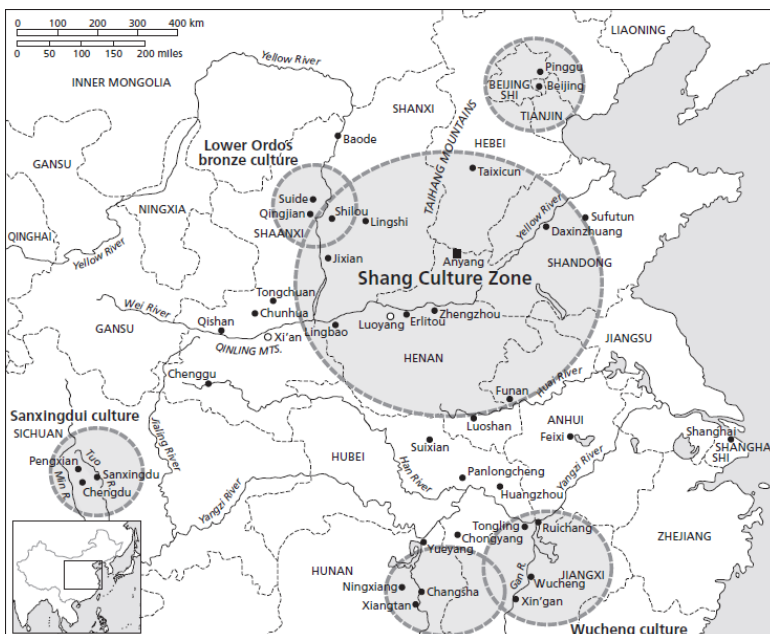 0 100 200 300 400 km
0 50 100 150 200 miles
LIAONING
Yellow River
INNER MONGOLIA
Pinggu
BEIJING
SHI
Beijing
TIANJIN
SHANXI
TAIHANG MOUNTAINS
HEBEI
Baode
Lower Ordos
bronze culture
GANSU
NINGXIA
Taixicun
Suide
Qingjian
Shilou
Lingshi
Yellow River
Sufutun
Daxinzhuang
QINGHAI
Yellow River
SHAANXI
Jixian
Anyang
SHANDONG
Shang Culture Zone
Tongchuan
Wei River
Chunhua
Qishan
Xi'an
Lingbao
Luoyang
Erlitou
Zhengzhou
GANSU
QINLING MTS.
HENAN
JIANGSU
Chenggu
Funan
Huai River
Sanxingdui culture
SICHUAN
Luoshan
ANHUI
Feixi
Shanghai
SHANGHA
SHI
Jialing River
Suixian
HUBEI
Han River
Pengxian
Tuo R.
Sanxingdu
Min R.
Chengdu
Panlongcheng
Huangzhou
Yangzi River
Yangzi River
Tongling
Ruichang
Chongyang
Yueyang
ZHEJIANG
HUNAN
Gan R.
Wucheng
JIANGXI
Ningxiang
Changsha
Xiangtan
Xin'gan
Wucheng culture